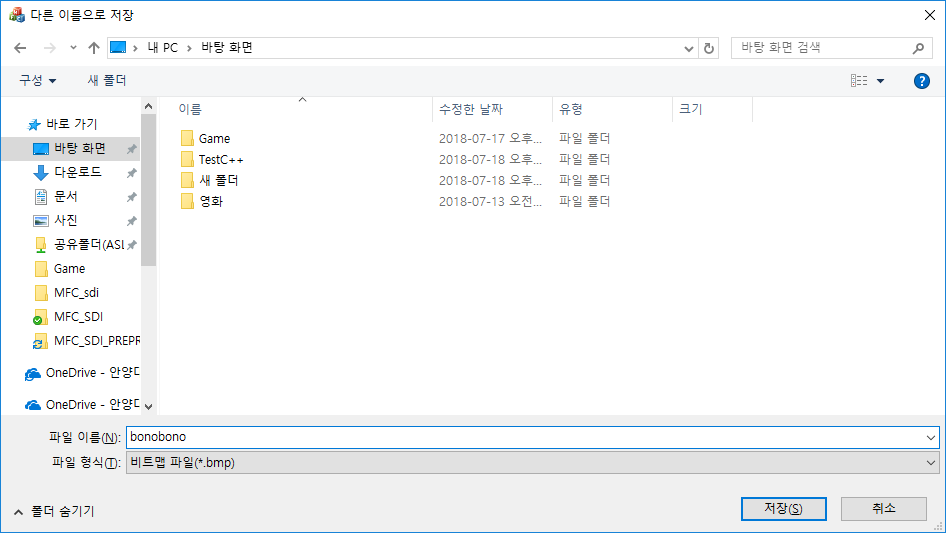 다른 이름으로 저장
내 PC 바탕 화면 바탕 화면 검색
구성 새 폴더
이름 수정한 날짜 유형 크기
바로 가기
바탕 화면
다운로드
문서
사진
공유폴더(ASL
Game
MFC_sdi
MFC_SDI
MFC_SDI_PREPR
OneDrive - 안양대
OneDrive - 안양대
Game 2018-07-17 오후... 파일 폴더
TestC++ 2018-07-18 오후... 파일 폴더
새 폴더 2018-07-18 오후... 파일 폴더
영화 2018-07-13 오전... 파일 폴더
파일 이름(N): bonobono
파일 형식(T): 비트맵 파일(*.bmp)
폴더 숨기기 저장(S) 취소